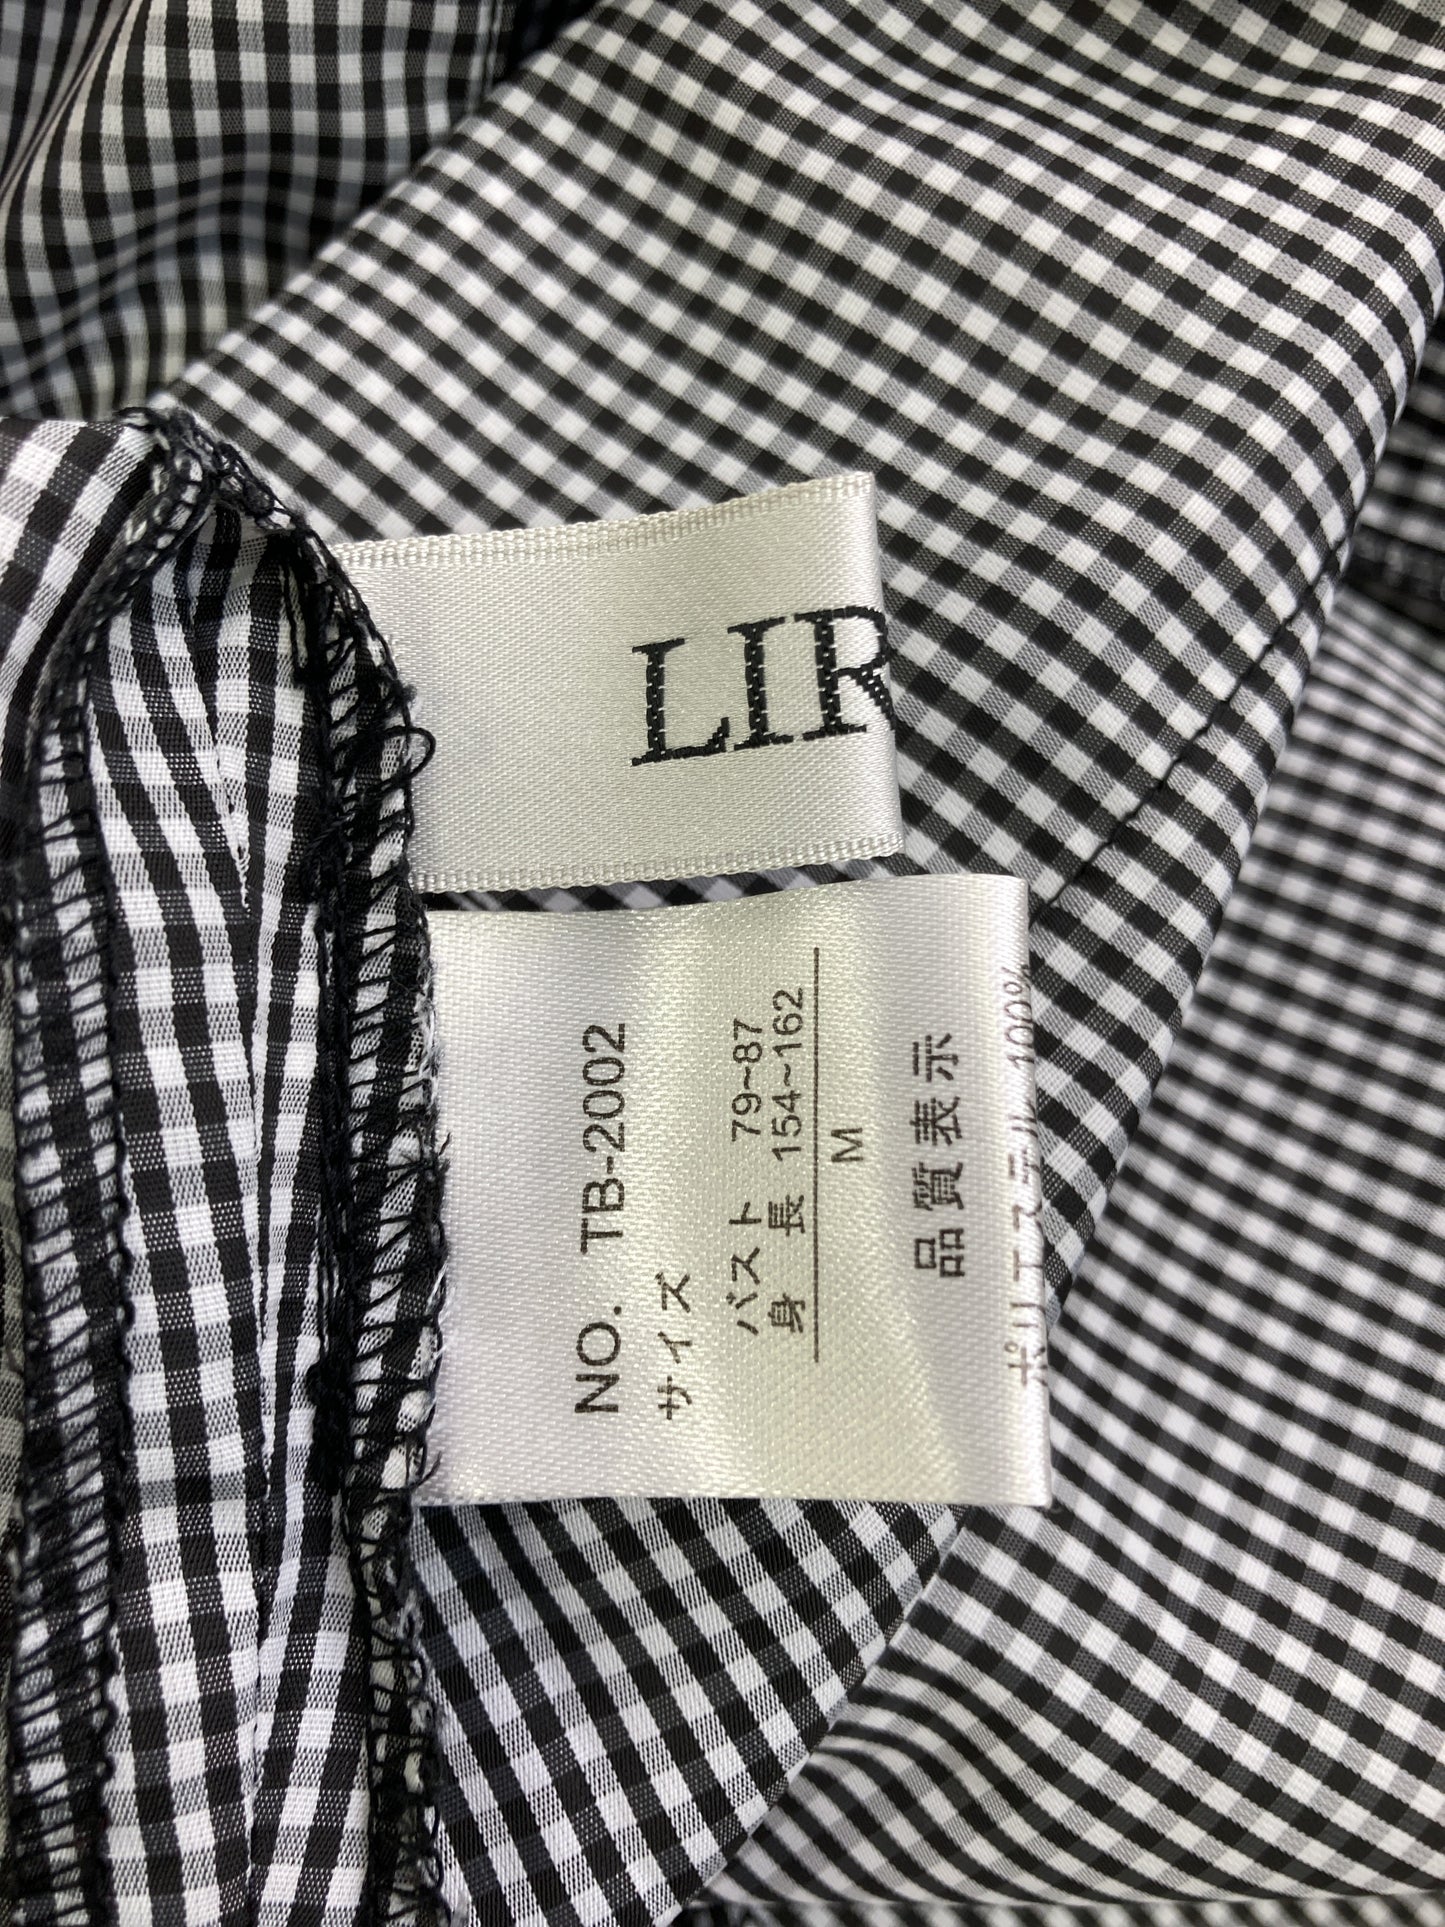 LIR
NO. TB-2002
サイズ
バスト 79~87
身 長 154~162
M
品質表示
ポリエステル 100%